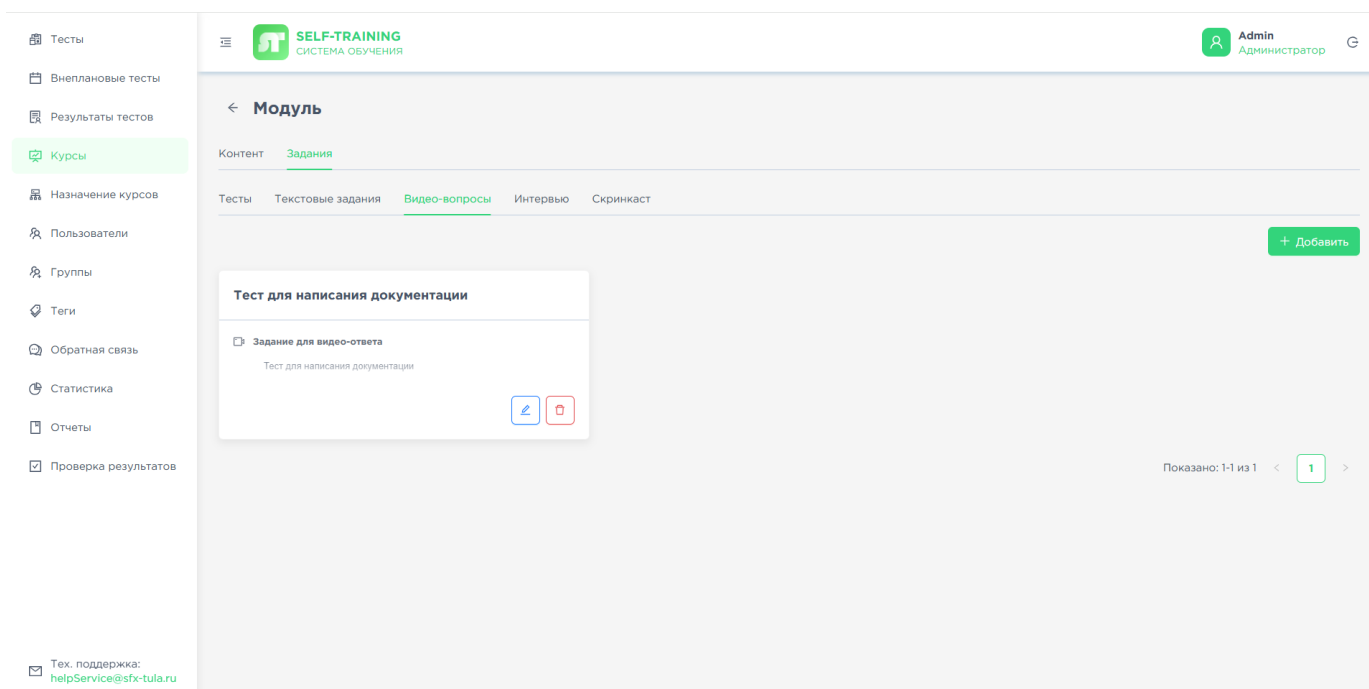 Тесты
Внеплановые тесты
Результаты тестов
Курсы
Назначение курсов
Пользователи
Группы
Теги
Обратная связь
Статистика
Отчеты
Проверка результатов
Тех. поддержка:
helpService@sfx-tula.ru
ST SELF-TRAINING
СИСТЕМА ОБУЧЕНИЯ
Admin
Администратор
Модуль
Контент Задания
Тесты Текстовые задания Видео-вопросы Интервью Скринкаст
+ Добавить
Тест для написания документации
Задание для видео-ответа
Тест для написания документации
Показано: 1-1 из 1 < 1 >